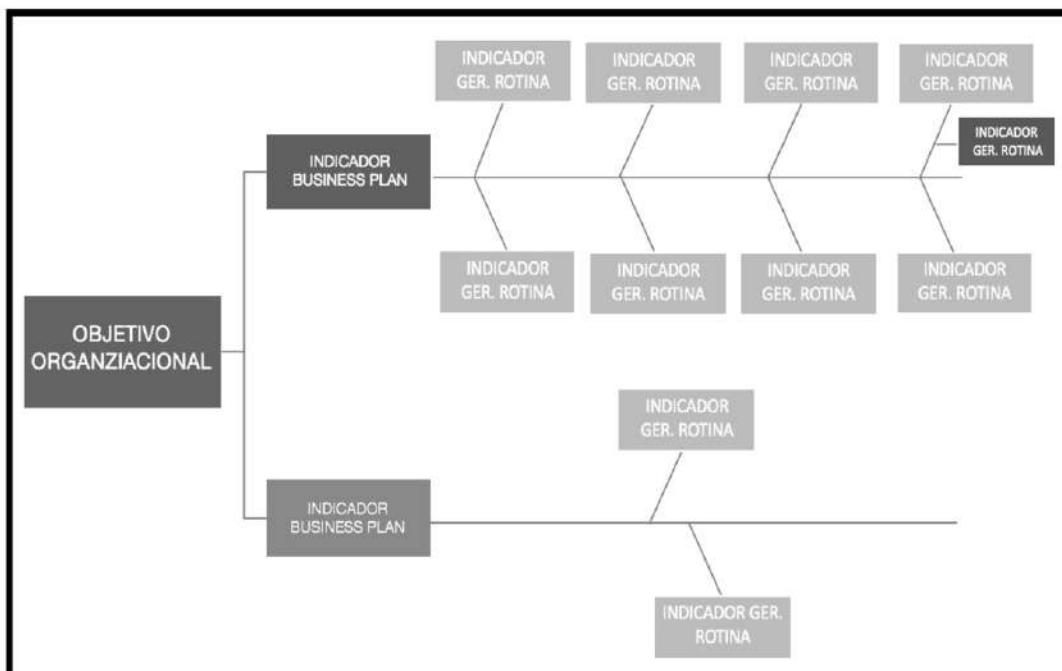 INDICADOR
GER. ROTINA
INDICADOR
GER. ROTINA
INDICADOR
GER. ROTINA
INDICADOR
GER. ROTINA
INDICADOR
GER. ROTINA
INDICADOR
BUSINESS PLAN
INDICADOR
GER. ROTINA
INDICADOR
GER. ROTINA
INDICADOR
GER. ROTINA
INDICADOR
GER. ROTINA
OBJETIVO
ORGANZIACIONAL
INDICADOR
GER. ROTINA
INDICADOR
BUSINESS PLAN
INDICADOR GER.
ROTINA